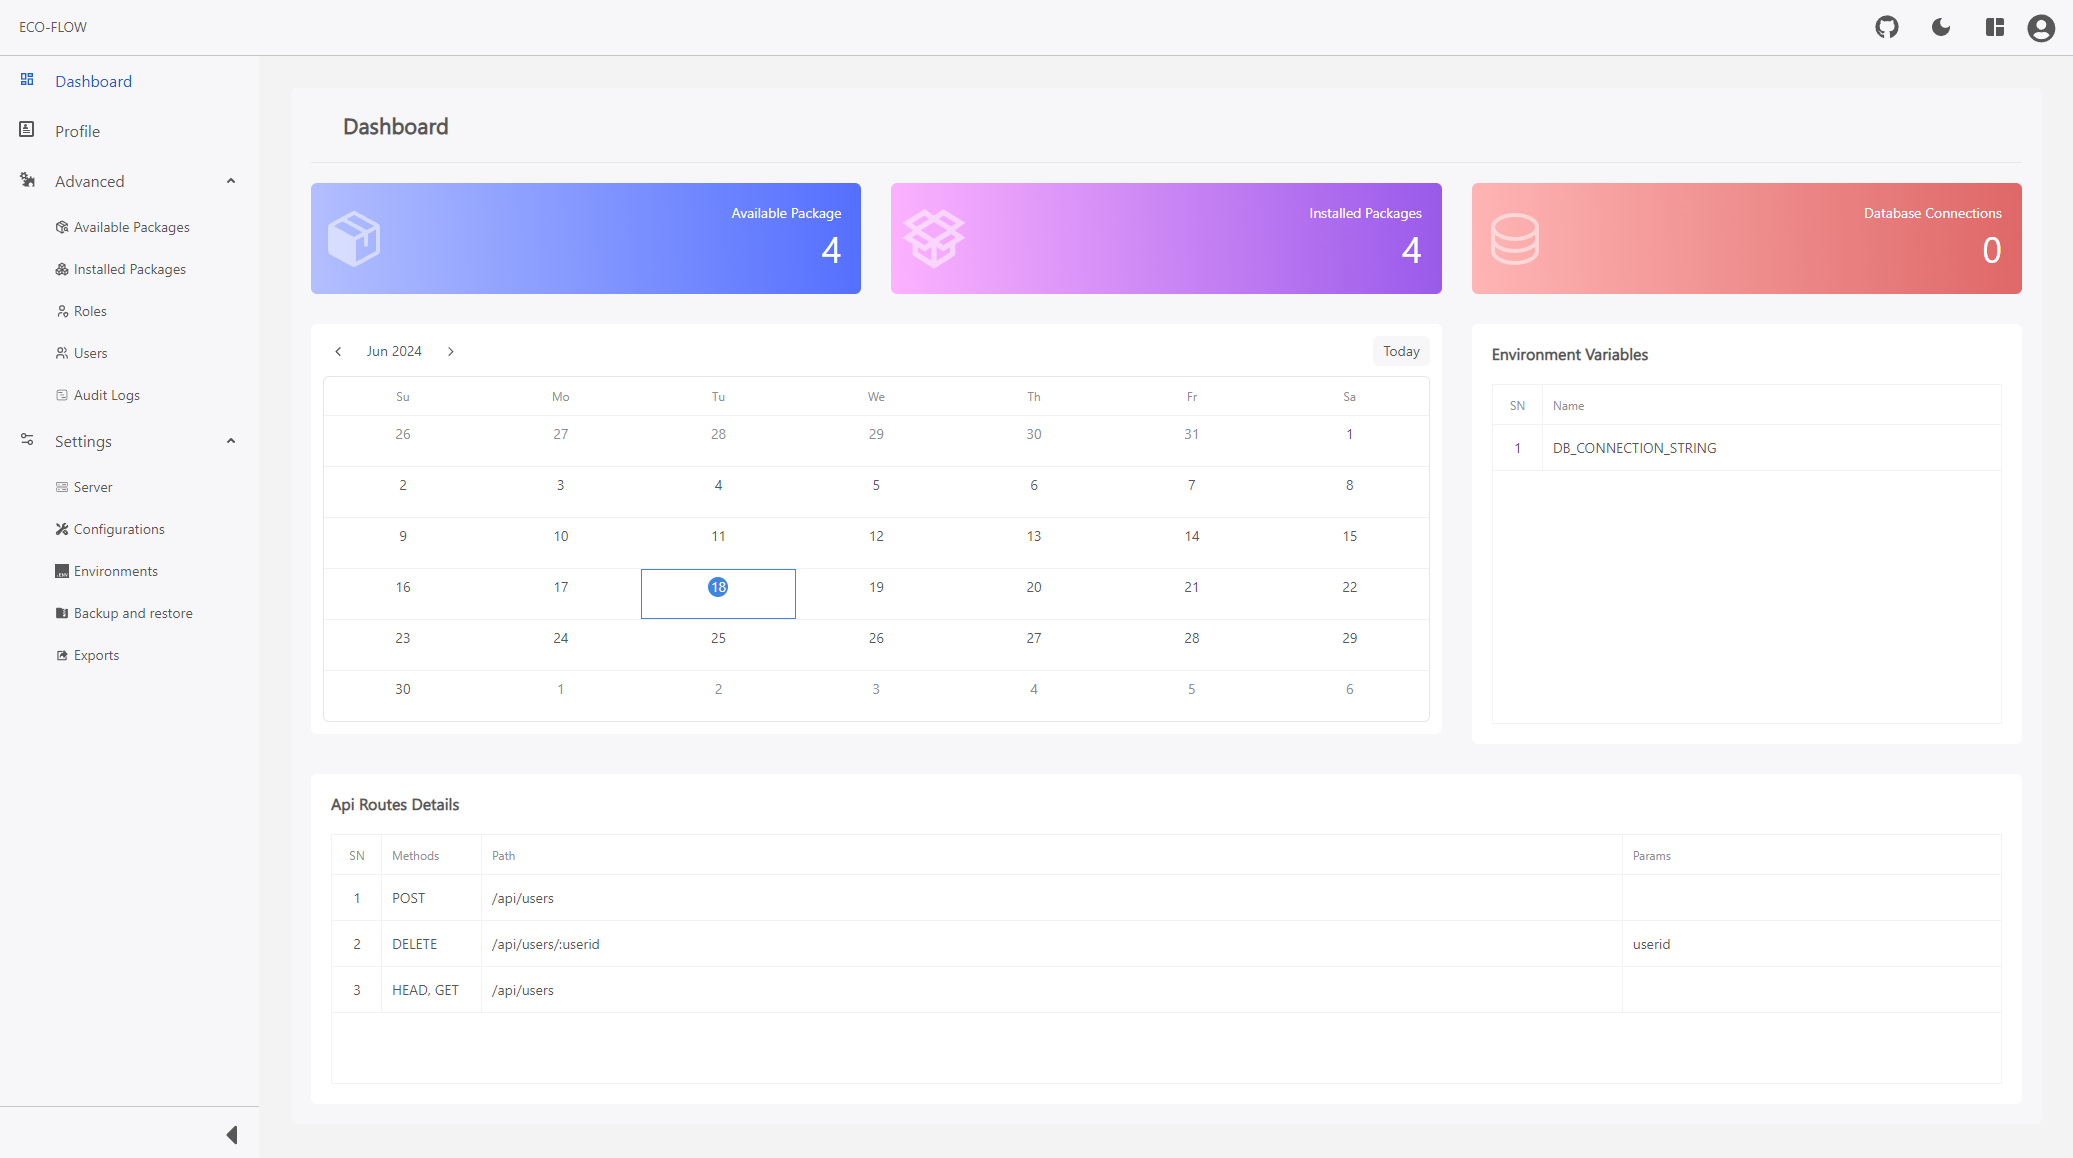 ECO-FLOW
Dashboard
Profile
Advanced
Available Packages
Installed Packages
Roles
Users
Audit Logs
Settings
Server
Configurations
Environments
Backup and restore
Exports
Dashboard
Available Package
4
Installed Packages
4
Database Connections
0
Jun 2024
Today
Su Mo Tu We Th Fr Sa
26 27 28 29 30 31 1
2 3 4 5 6 7 8
9 10 11 12 13 14 15
16 17 18 19 20 21 22
23 24 25 26 27 28 29
30 1 2 3 4 5 6
Environment Variables
SN Name
1 DB_CONNECTION_STRING
Api Routes Details
SN Methods Path Params
1 POST /api/users
2 DELETE /api/users/:userid userid
3 HEAD, GET /api/users